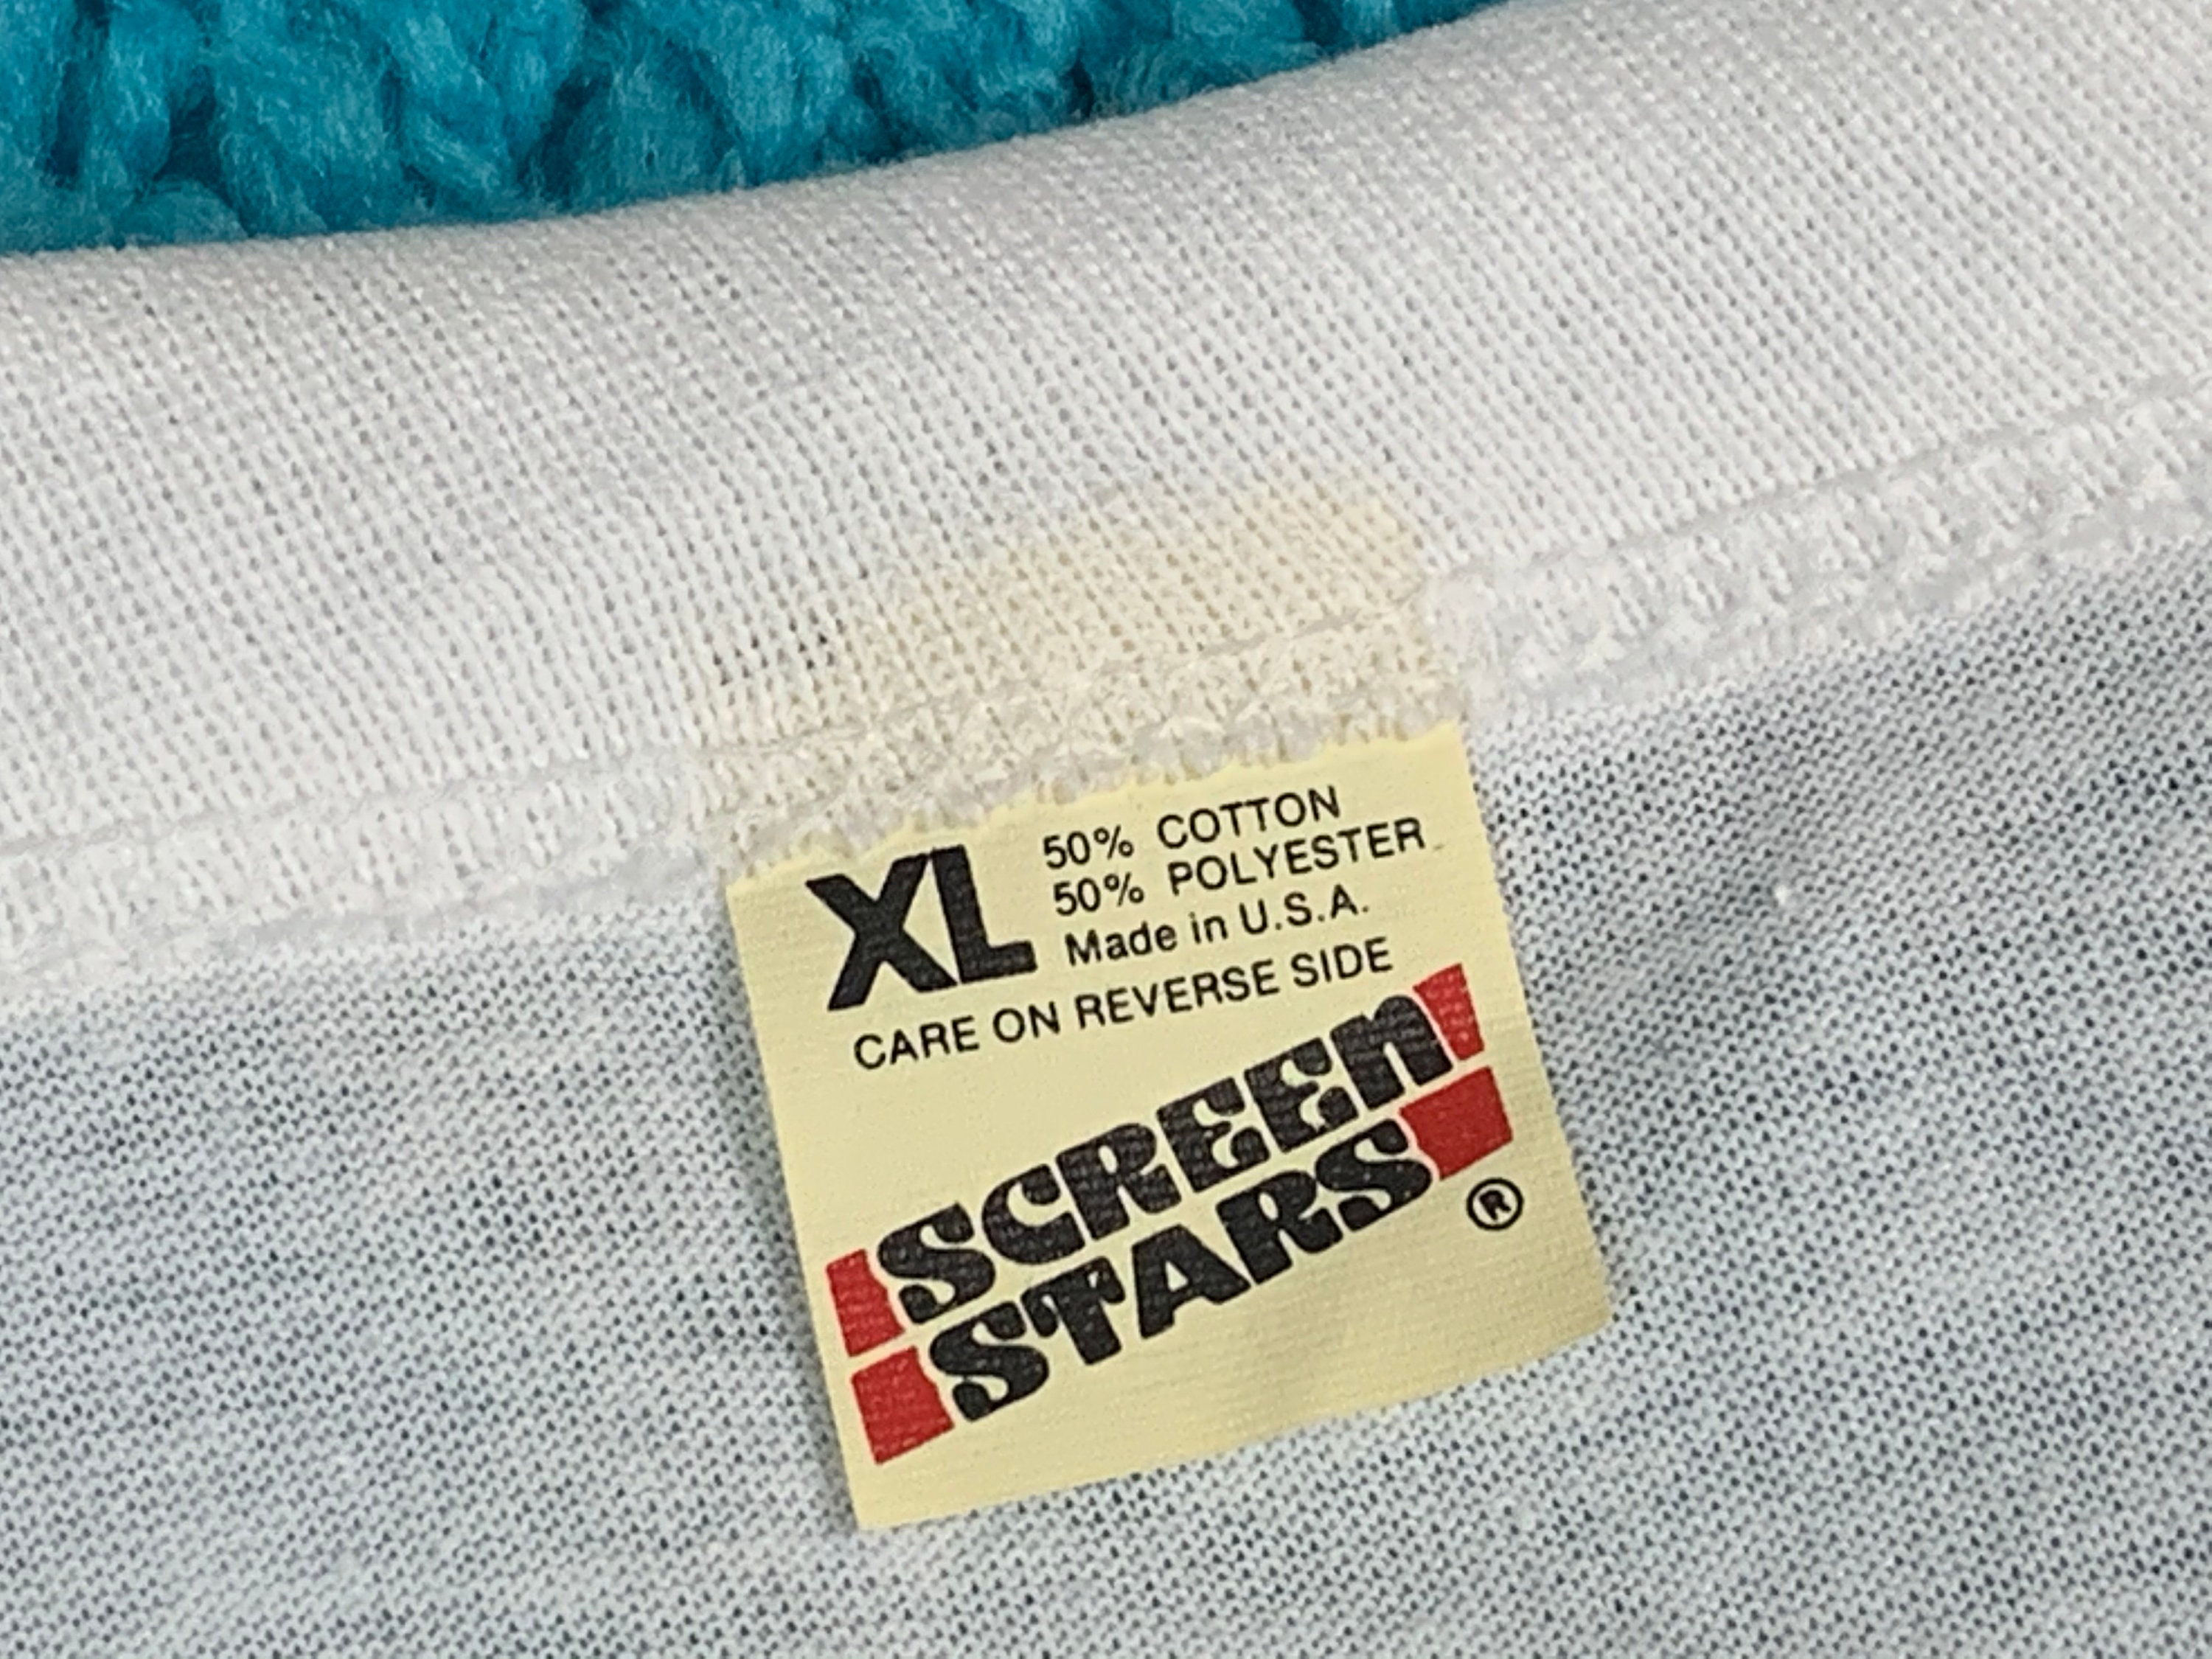 XL
50% COTTON
50% POLYESTER
Made in U.S.A.
CARE ON REVERSE SIDE
SCREEn
STARS
®